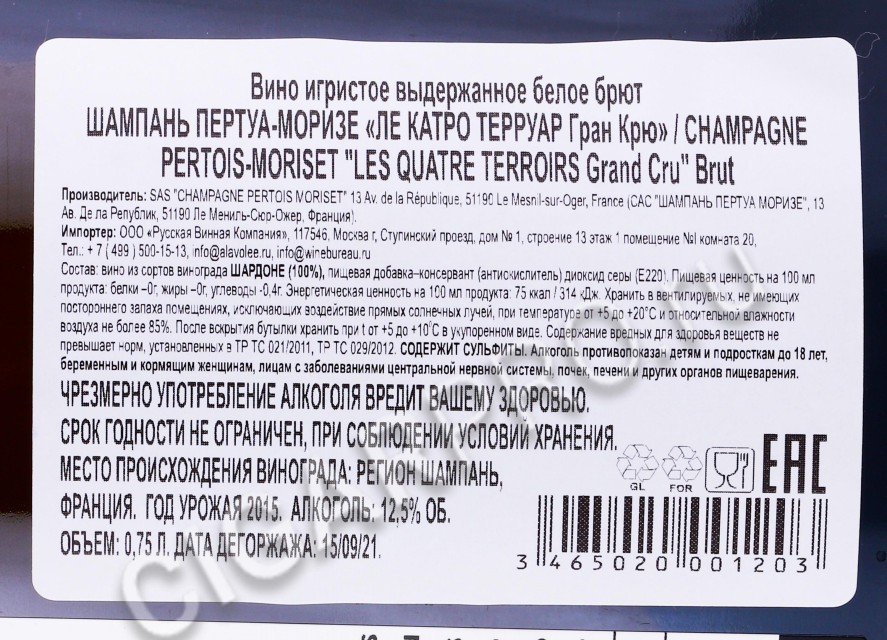 Вино игристое выдержанное белое брют
ШАМПАНЬ ПЕРТУА-МОРИЗЕ «ЛЕ КАТРО ТЕРРУАР Гран Крю» / CHAMPAGNE
PERTOIS-MORISET "LES QUATRE TERROIRS Grand Cru" Brut
Производитель: SAS "CHAMPAGNE PERTOIS MORISET" 13 Av. de la République, 51190 Le Mesnil-sur-Oger, France (САС "ШАМПАНЬ ПЕРТУА МОРИЗЕ", 13
Ав. Де ла Републик, 51190 Ле Мениль-Сюр-Ожер, Франция).
Импортер: ООО «Русская Винная Компания», 117546, Москва г, Ступинский проезд, дом № 1, строение 13 этаж 1 помещение №I комната 20,
Тел.: + 7 ( 499 ) 500-15-13, info@alavolee.ru, info@winebureau.ru
Состав: вино из сортов винограда ШАРДОНЕ (100%), пищевая добавка–консервант (антиокислитель) диоксид серы (Е220). Пищевая ценность на 100 мл
продукта: белки –0г, жиры –0г, углеводы -0,4г. Энергетическая ценность на 100 мл продукта: 75 ккал / 314 кДж. Хранить в вентилируемых, не имеющих
постороннего запаха помещениях, исключающих воздействие прямых солнечных лучей, при температуре от +5 до +20°С и относительной влажности
воздуха не более 85%. После вскрытия бутылки хранить при t от +5 до +10°С в укупоренном виде. Содержание вредных для здоровья веществ не
превышает норм, установленных в ТР ТС 021/2011, ТР ТС 029/2012. СОДЕРЖИТ СУЛЬФИТЫ. Алкоголь противопоказан детям и подросткам до 18 лет,
беременным и кормящим женщинам, лицам с заболеваниями центральной нервной системы, почек, печени и других органов пищеварения.
ЧРЕЗМЕРНО УПОТРЕБЛЕНИЕ АЛКОГОЛЯ ВРЕДИТ ВАШЕМУ ЗДОРОВЬЮ.
СРОК ГОДНОСТИ НЕ ОГРАНИЧЕН, ПРИ СОБЛЮДЕНИИ УСЛОВИЙ ХРАНЕНИЯ.
МЕСТО ПРОИСХОЖДЕНИЯ ВИНОГРАДА: РЕГИОН ШАМПАНЬ,
ФРАНЦИЯ. ГОД УРОЖАЯ 2015. АЛКОГОЛЬ: 12,5% ОБ.
ОБЪЕМ: 0,75 Л. ДАТА ДЕГОРЖАЖА: 15/09/21.
GL FOR EAC
3 465020 001203
CIGARPRO.RU